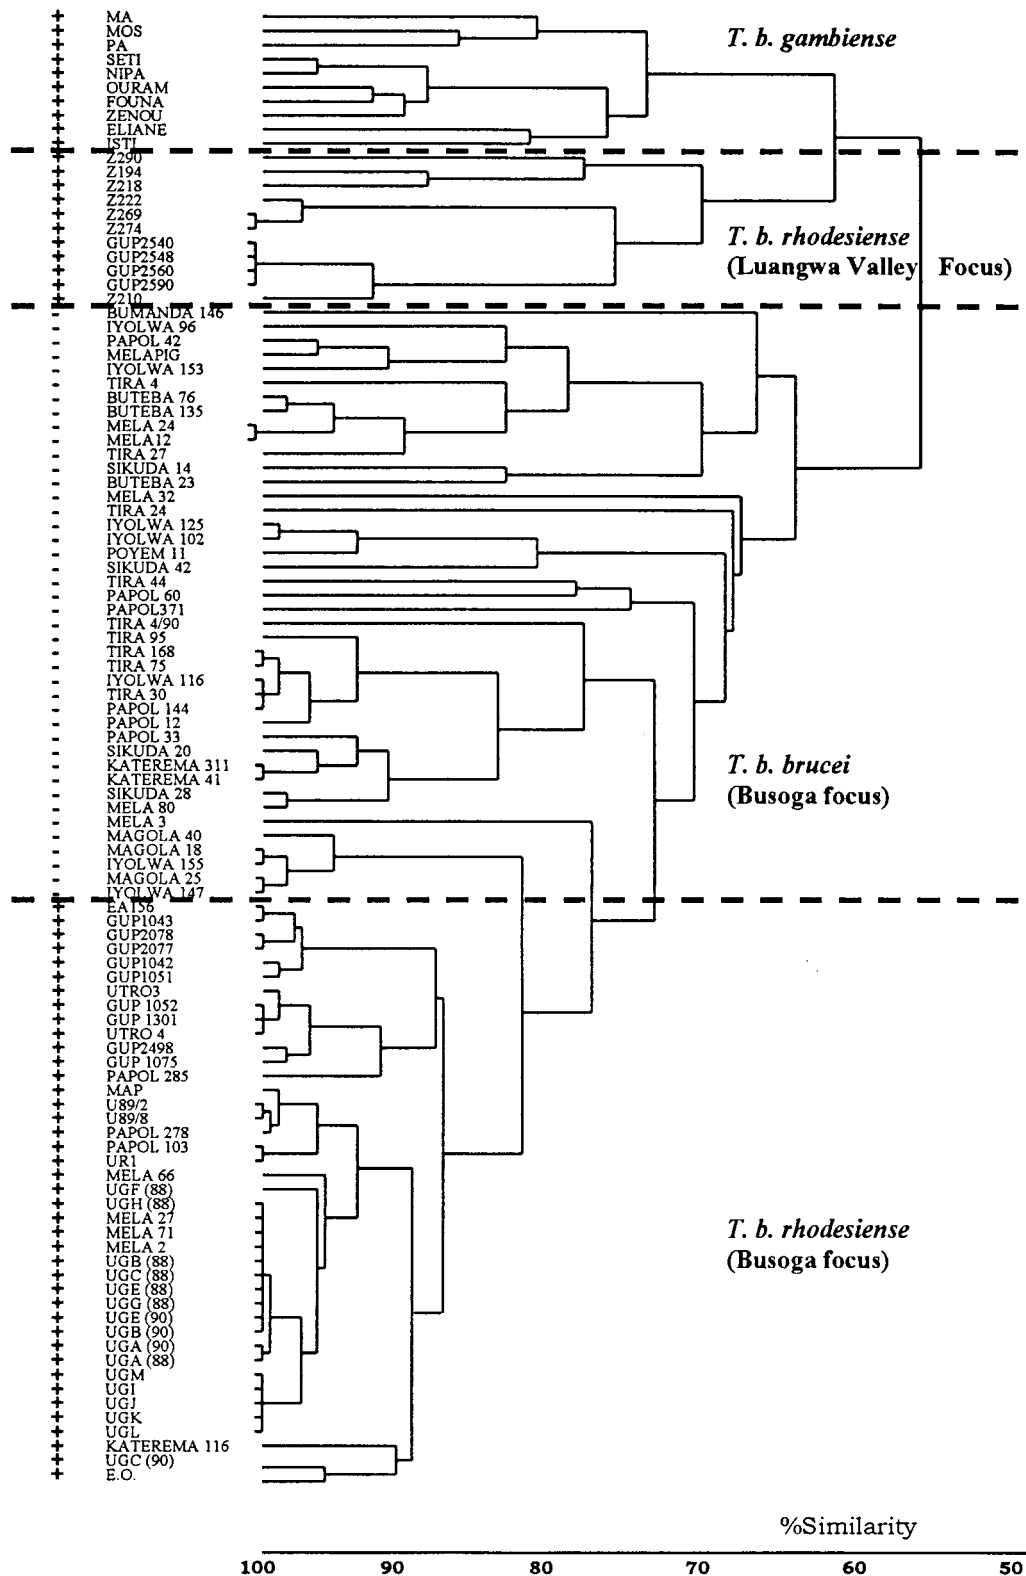 + MA
+ MOS
+ PA
+ SETI
+ NIPA
+ OURAM
+ FOUNA
+ ZENOU
+ ELIANE
+ ISTI
T. b. gambiense
+ Z290
+ Z194
+ Z218
+ Z222
+ Z269
+ Z274
+ GUP2540
+ GUP2548
+ GUP2560
+ GUP2590
+ Z210
T. b. rhodesiense
(Luangwa Valley Focus)
- BUMANDA 146
- IYOLWA 96
- PAPOL 42
- MELAPIG
- IYOLWA 153
- TIRA 4
- BUTEBA 76
- BUTEBA 135
- MELA 24
- MELA12
- TIRA 27
- SIKUDA 14
- BUTEBA 23
- MELA 32
- TIRA 24
- IYOLWA 125
- IYOLWA 102
- POYEM 11
- SIKUDA 42
- TIRA 44
- PAPOL 60
- PAPOL371
- TIRA 4/90
- TIRA 95
- TIRA 168
- TIRA 75
- IYOLWA 116
- TIRA 30
- PAPOL 144
- PAPOL 12
- PAPOL 33
- SIKUDA 20
- KATEREMA 311
- KATEREMA 41
- SIKUDA 28
- MELA 80
- MELA 3
- MAGOLA 40
- MAGOLA 18
- IYOLWA 155
- MAGOLA 25
- IYOLWA 147
T. b. brucei
(Busoga focus)
+ EA156
+ GUP1043
+ GUP2078
+ GUP2077
+ GUP1042
+ GUP1051
+ UTRO3
+ GUP 1052
+ GUP 1301
+ UTRO 4
+ GUP2498
+ GUP 1075
+ PAPOL 285
+ MAP
+ U89/2
+ U89/8
+ PAPOL 278
+ PAPOL 103
+ UR1
+ MELA 66
+ UGF (88)
+ UGH (88)
+ MELA 27
+ MELA 71
+ MELA 2
+ UGB (88)
+ UGC (88)
+ UGE (88)
+ UGG (88)
+ UGE (90)
+ UGB (90)
+ UGA (90)
+ UGA (88)
+ UGM
+ UGI
+ UGJ
+ UGK
+ UGL
+ KATEREMA 116
+ UGC (90)
+ E.O.
T. b. rhodesiense
(Busoga focus)
%Similarity
100 90 80 70 60 50